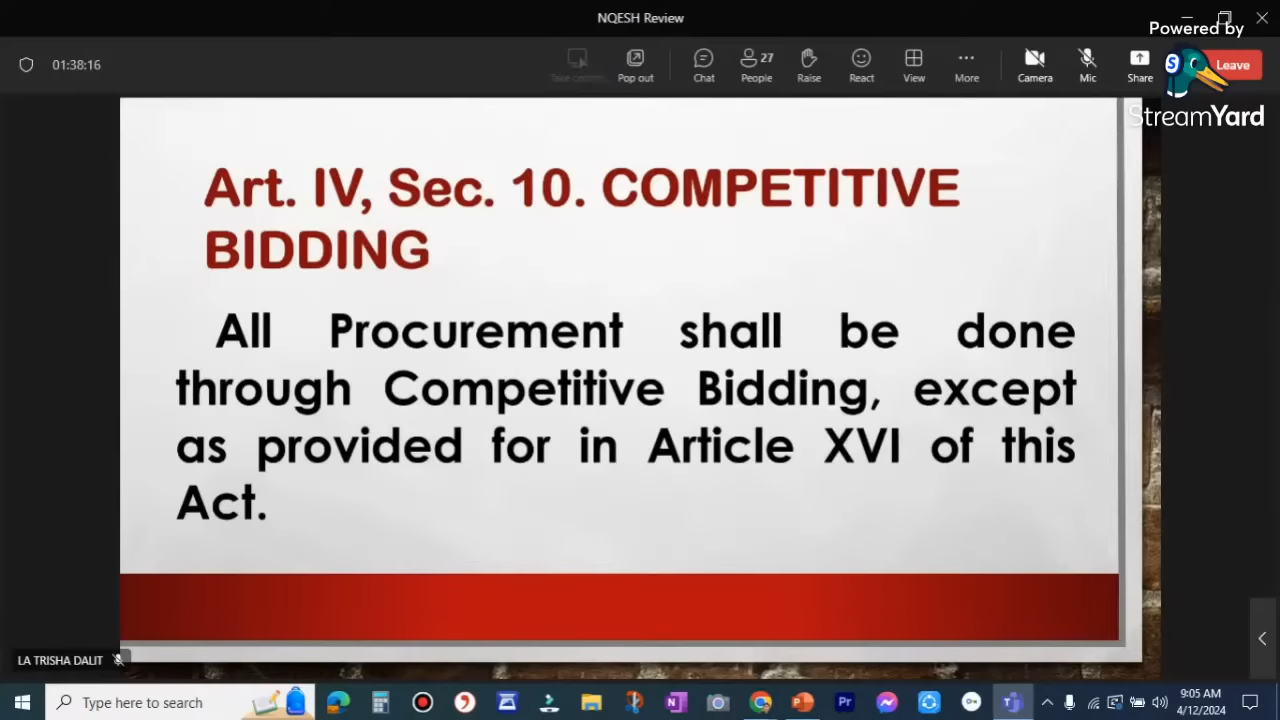 NQESH Review
Powered by
01:38:16
Pop out
Chat
27
People
Raise
React
View
More
Camera
Mic
Share
Leave
StreamYard
Art. IV, Sec. 10. COMPETITIVE
BIDDING
All Procurement shall be done
through Competitive Bidding, except
as provided for in Article XVI of this
Act.
LA TRISHA DALIT
Type here to search
9:05 AM
4/12/2024